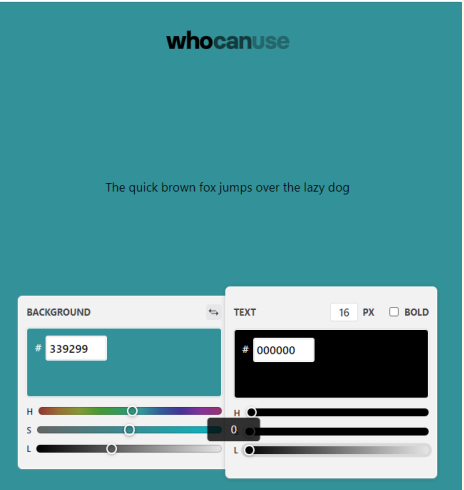 whocanuse
The quick brown fox jumps over the lazy dog
BACKGROUND
# 339299
H
S
L
TEXT 16 PX BOLD
# 000000
H
0
L